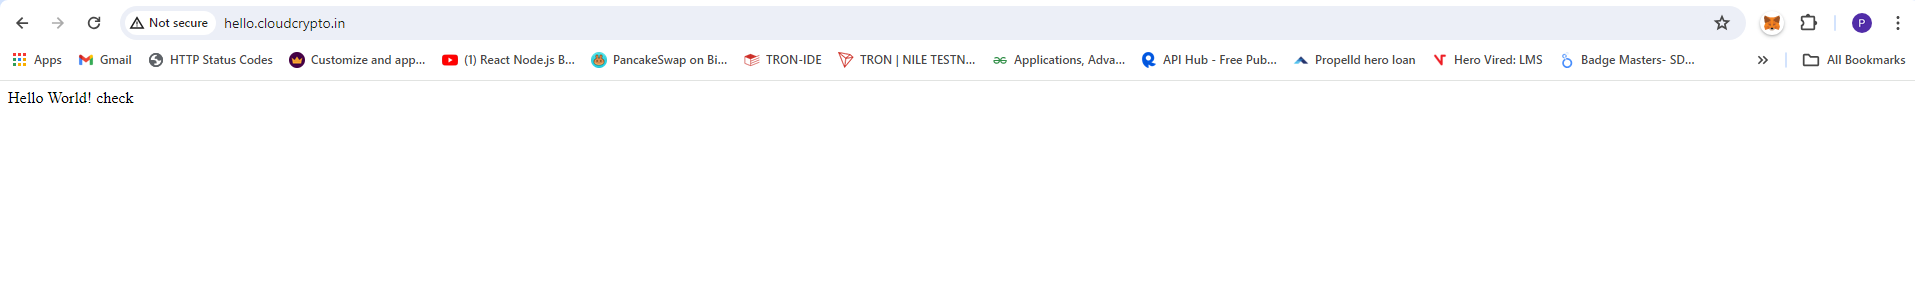 Not secure hello.cloudcrypto.in P
Apps Gmail HTTP Status Codes Customize and app... (1) React Node.js B... PancakeSwap on Bi... TRON-IDE TRON | NILE TESTN... Applications, Adva... API Hub - Free Pub... Propelld hero loan Hero Vired: LMS Badge Masters- SD... » All Bookmarks
Hello World! check